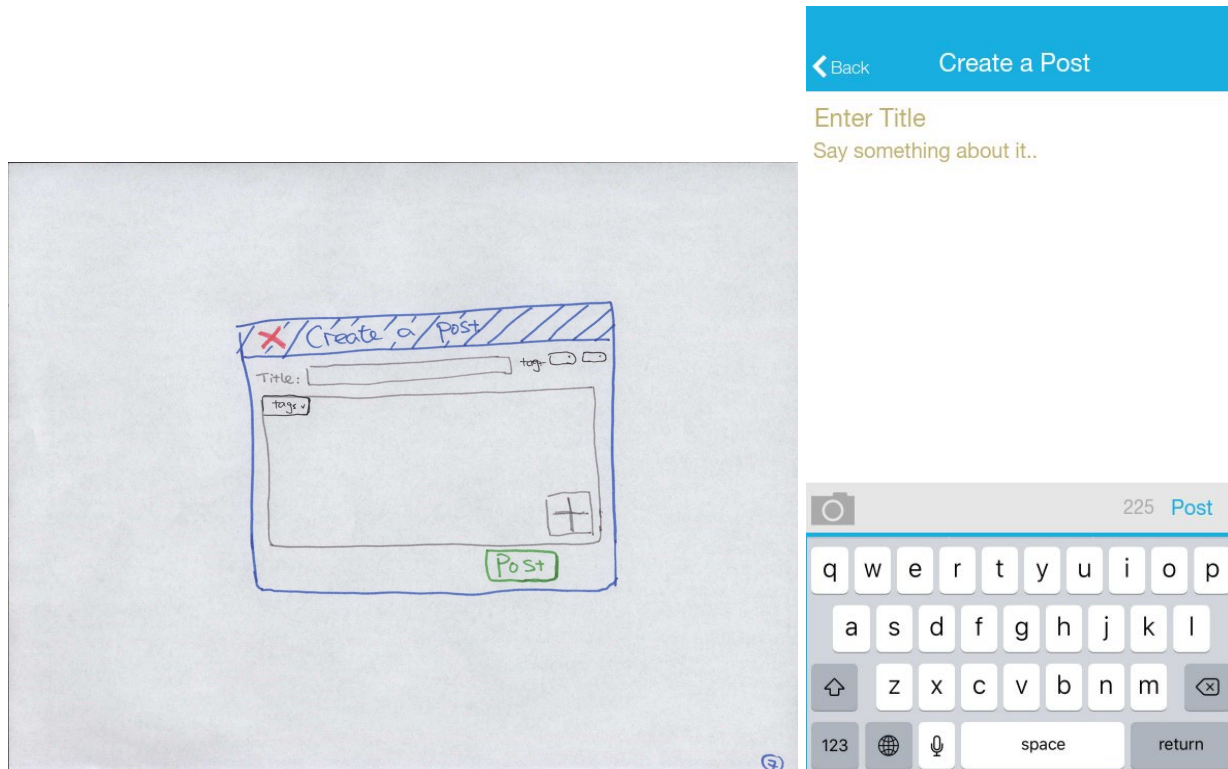 Create a Post
Title:
tags
tags
Post
7
Back
Create a Post
Enter Title
Say something about it..
225 Post
q w e r t y u i o p
a s d f g h j k l
z x c v b n m
123 space return